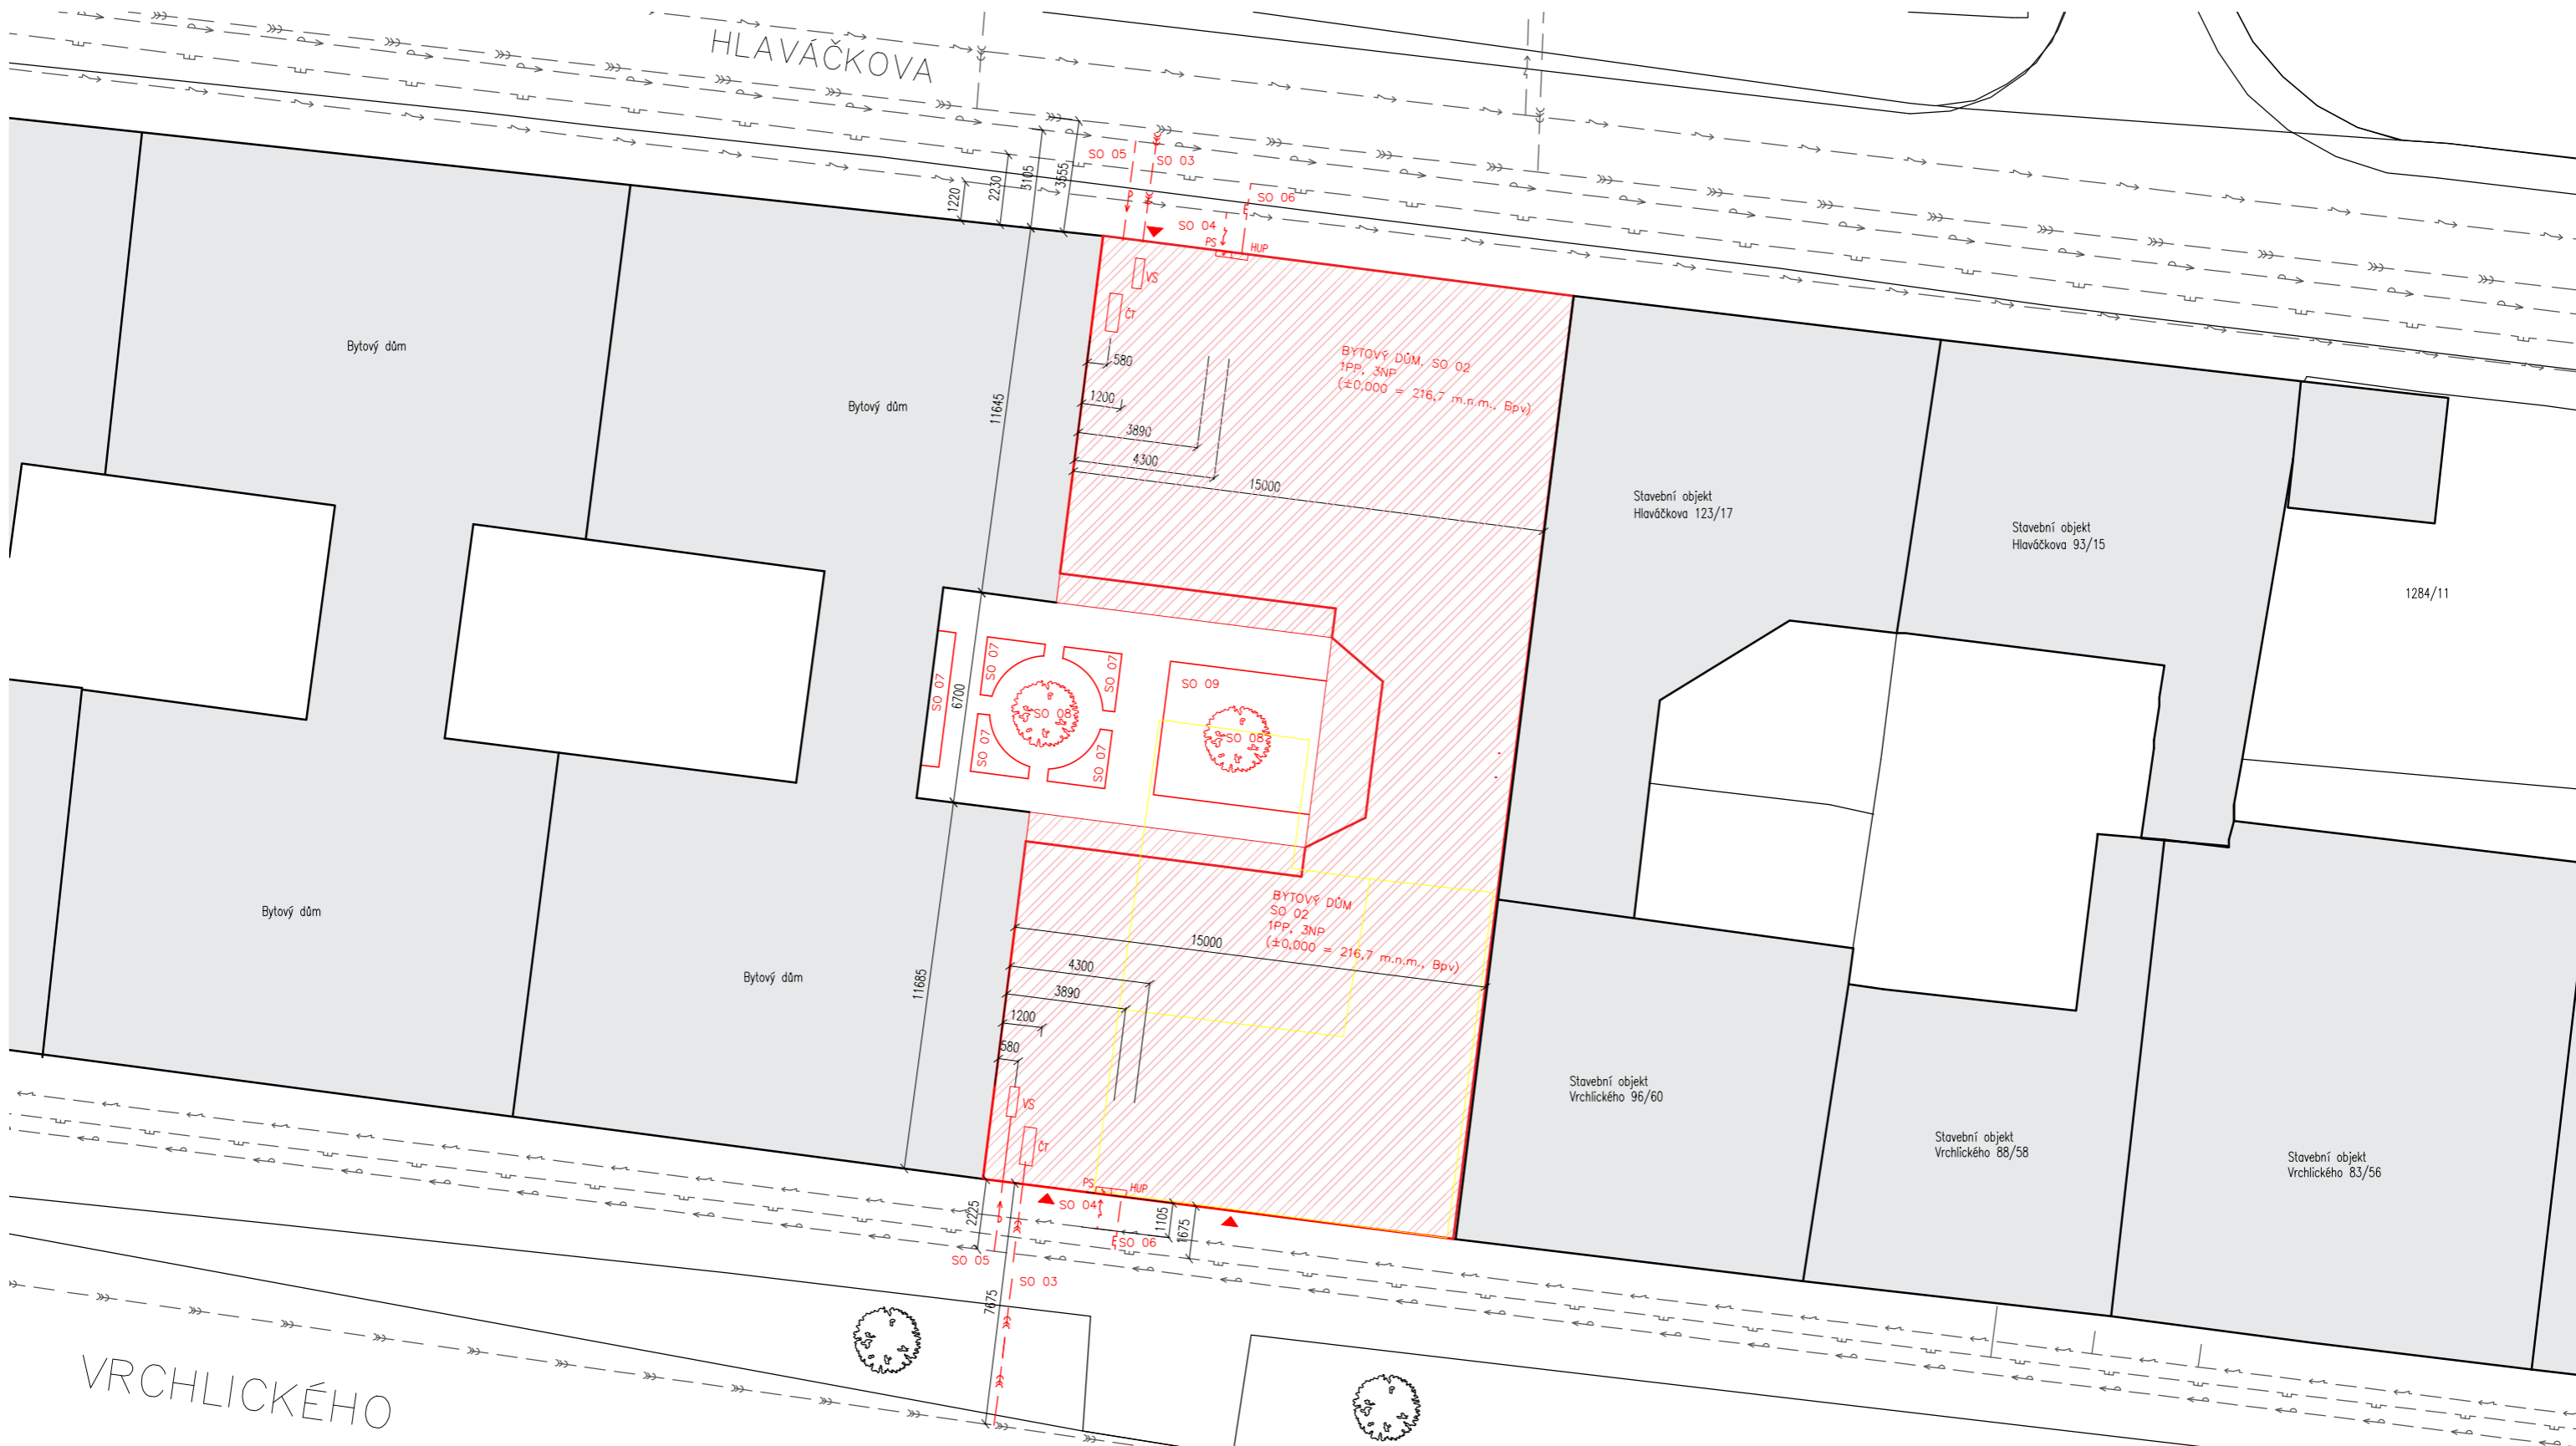 HLAVÁČKOVA
SO 05
SO 03
1220
2230
3105
3555
SO 06
SO 04
PS
HUP
VS
ČT
580
1200
3890
4300
15000
11645
BYTOVÝ DŮM, SO 02
1PP, 3NP
(±0,000 = 216,7 m.n.m., Bpv)
Bytový dům
Bytový dům
Stavební objekt
Hlaváčkova 123/17
Stavební objekt
Hlaváčkova 93/15
1284/11
SO 07
SO 07
SO 07
SO 07
SO 07
SO 08
SO 09
SO 08
6700
BYTOVÝ DŮM
SO 02
1PP, 3NP
(±0,000 = 216,7 m.n.m., Bpv)
15000
4300
3890
1200
580
11685
Bytový dům
Bytový dům
VS
ČT
PS
HUP
SO 04
SO 06
SO 05
SO 03
2225
7675
1105
1675
Stavební objekt
Vrchlického 96/60
Stavební objekt
Vrchlického 88/58
Stavební objekt
Vrchlického 83/56
VRCHLICKÉHO